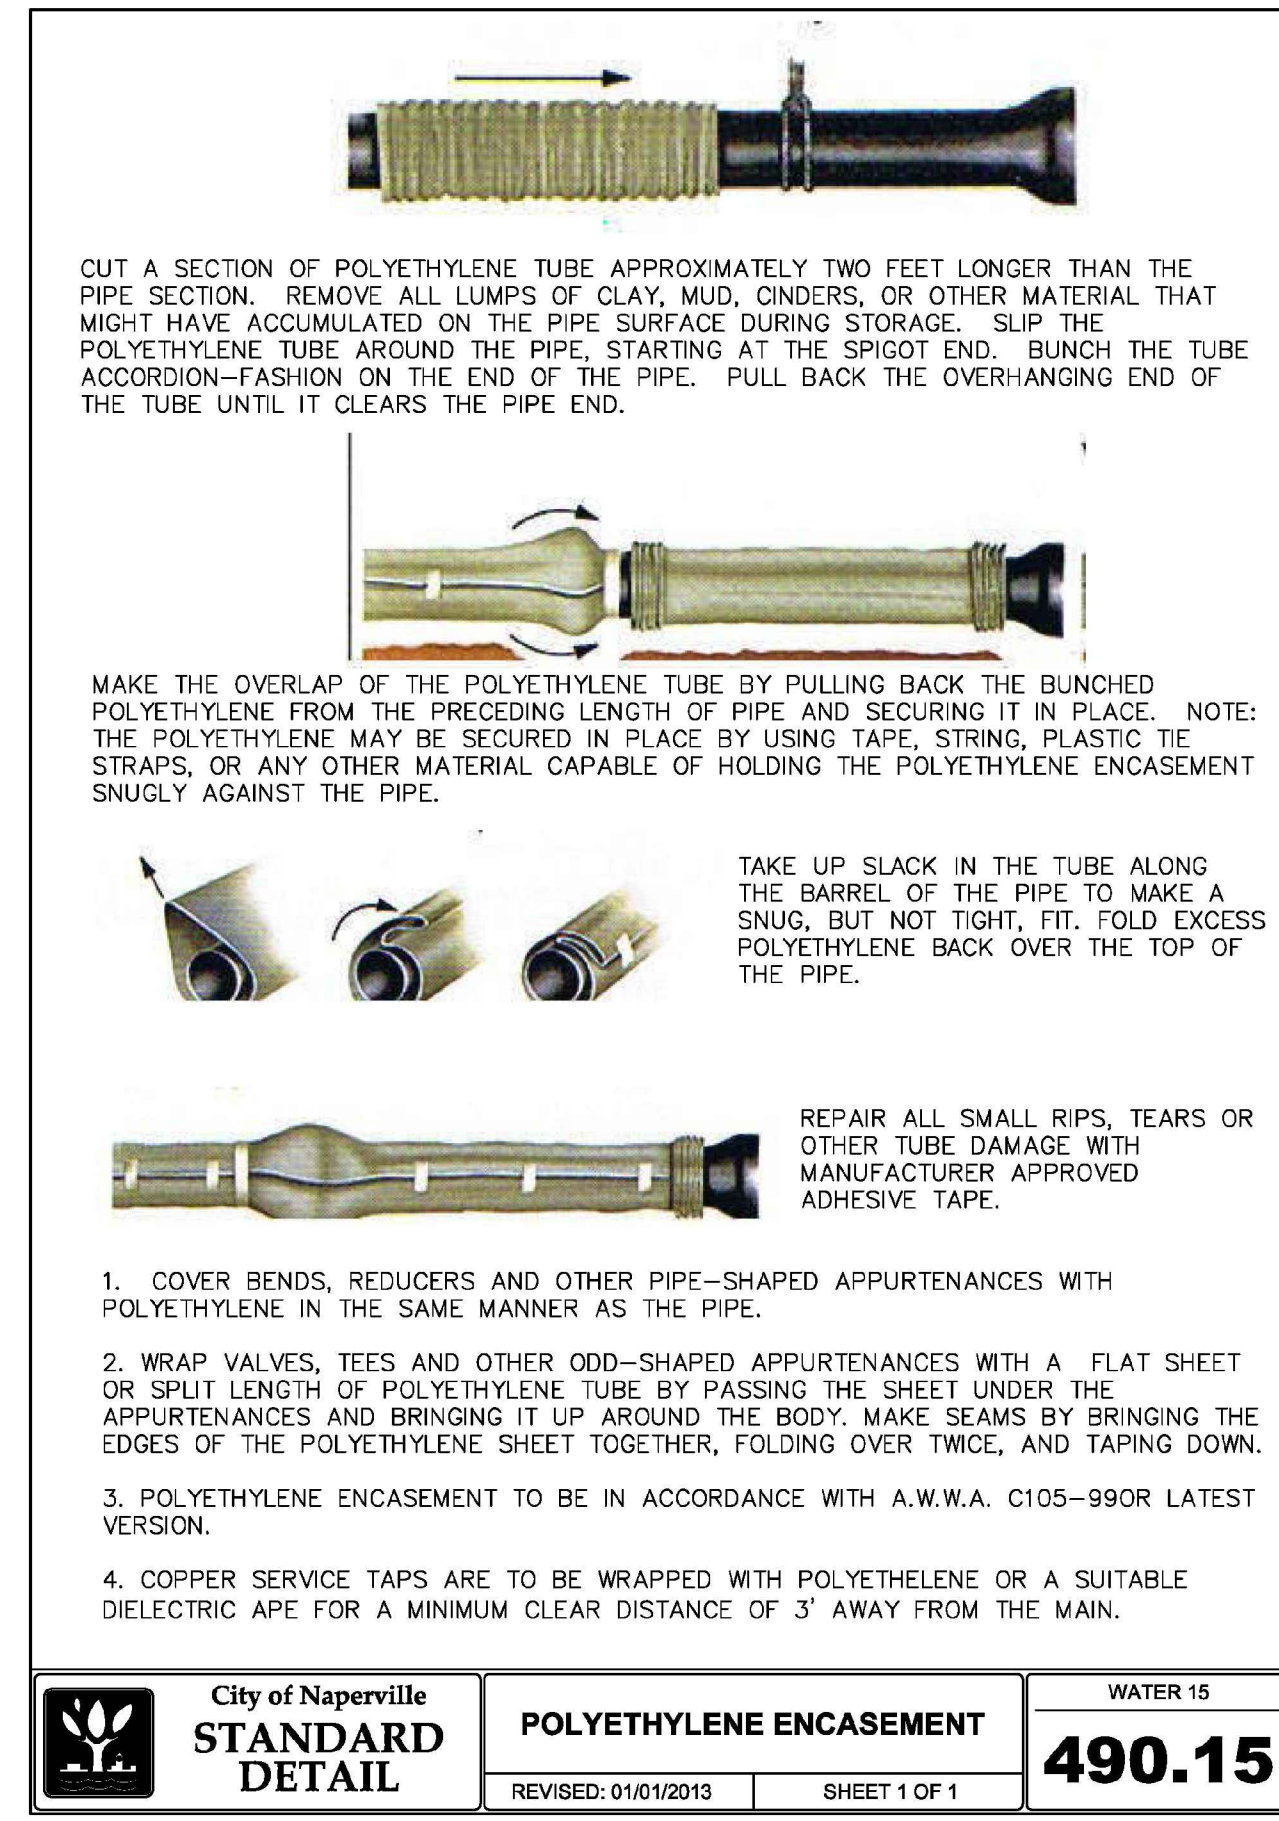 CUT A SECTION OF POLYETHYLENE TUBE APPROXIMATELY TWO FEET LONGER THAN THE
PIPE SECTION. REMOVE ALL LUMPS OF CLAY, MUD, CINDERS, OR OTHER MATERIAL THAT
MIGHT HAVE ACCUMULATED ON THE PIPE SURFACE DURING STORAGE. SLIP THE
POLYETHYLENE TUBE AROUND THE PIPE, STARTING AT THE SPIGOT END. BUNCH THE TUBE
ACCORDION-FASHION ON THE END OF THE PIPE. PULL BACK THE OVERHANGING END OF
THE TUBE UNTIL IT CLEARS THE PIPE END.
MAKE THE OVERLAP OF THE POLYETHYLENE TUBE BY PULLING BACK THE BUNCHED
POLYETHYLENE FROM THE PRECEDING LENGTH OF PIPE AND SECURING IT IN PLACE. NOTE:
THE POLYETHYLENE MAY BE SECURED IN PLACE BY USING TAPE, STRING, PLASTIC TIE
STRAPS, OR ANY OTHER MATERIAL CAPABLE OF HOLDING THE POLYETHYLENE ENCASEMENT
SNUGLY AGAINST THE PIPE.
TAKE UP SLACK IN THE TUBE ALONG
THE BARREL OF THE PIPE TO MAKE A
SNUG, BUT NOT TIGHT, FIT. FOLD EXCESS
POLYETHYLENE BACK OVER THE TOP OF
THE PIPE.
REPAIR ALL SMALL RIPS, TEARS OR
OTHER TUBE DAMAGE WITH
MANUFACTURER APPROVED
ADHESIVE TAPE.
1. COVER BENDS, REDUCERS AND OTHER PIPE-SHAPED APPURTENANCES WITH
POLYETHYLENE IN THE SAME MANNER AS THE PIPE.
2. WRAP VALVES, TEES AND OTHER ODD-SHAPED APPURTENANCES WITH A FLAT SHEET
OR SPLIT LENGTH OF POLYETHYLENE TUBE BY PASSING THE SHEET UNDER THE
APPURTENANCES AND BRINGING IT UP AROUND THE BODY. MAKE SEAMS BY BRINGING THE
EDGES OF THE POLYETHYLENE SHEET TOGETHER, FOLDING OVER TWICE, AND TAPING DOWN.
3. POLYETHYLENE ENCASEMENT TO BE IN ACCORDANCE WITH A.W.W.A. C105-99OR LATEST
VERSION.
4. COPPER SERVICE TAPS ARE TO BE WRAPPED WITH POLYETHELENE OR A SUITABLE
DIELECTRIC APE FOR A MINIMUM CLEAR DISTANCE OF 3' AWAY FROM THE MAIN.
City of Naperville
STANDARD
DETAIL
POLYETHYLENE ENCASEMENT
REVISED: 01/01/2013
SHEET 1 OF 1
WATER 15
490.15